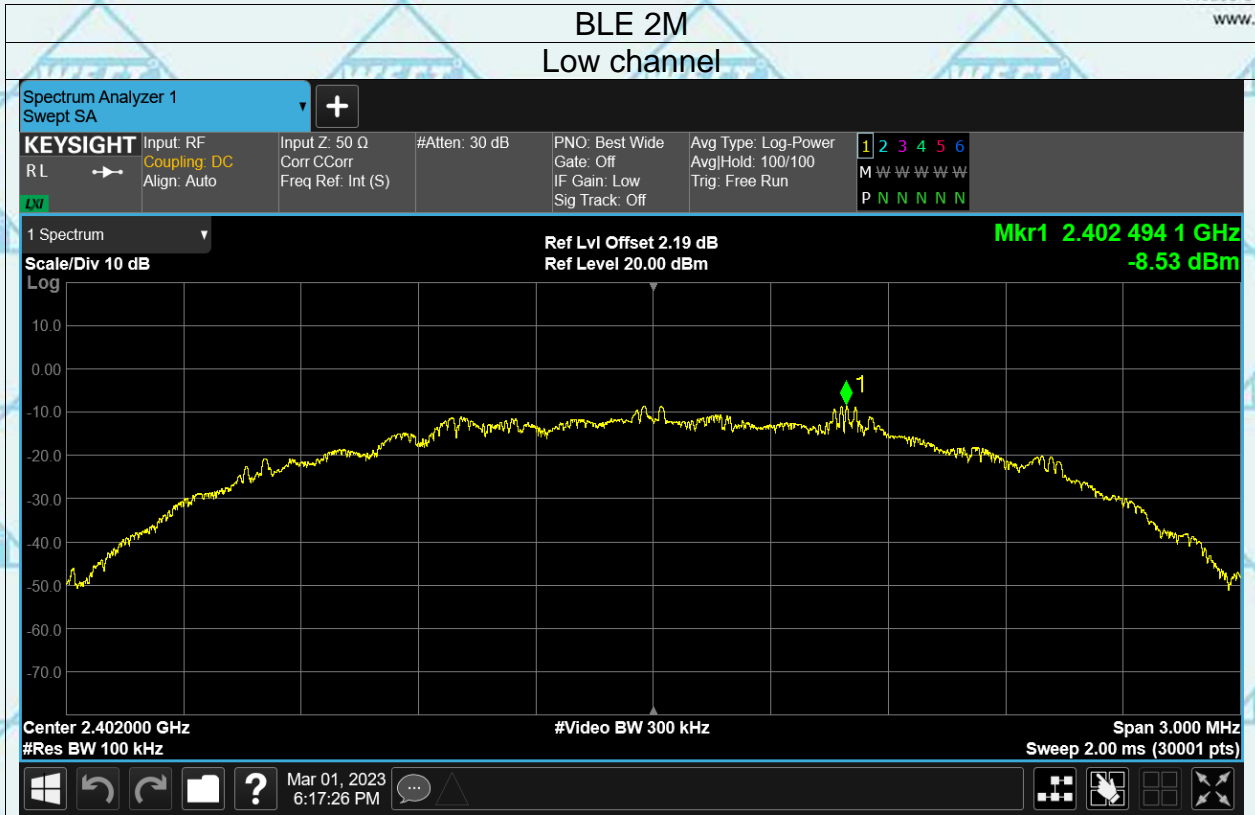 www.
BLE 2M
Low channel
Spectrum Analyzer 1
Swept SA
KEYSIGHT
R L
LXI
Input: RF
Coupling: DC
Align: Auto
Input Z: 50 Ω
Corr CCorr
Freq Ref: Int (S)
#Atten: 30 dB
PNO: Best Wide
Gate: Off
IF Gain: Low
Sig Track: Off
Avg Type: Log-Power
Avg|Hold: 100/100
Trig: Free Run
1 2 3 4 5 6
M W W W W W
P N N N N N
1 Spectrum
Scale/Div 10 dB
Log
Ref Lvl Offset 2.19 dB
Ref Level 20.00 dBm
Mkr1 2.402 494 1 GHz
-8.53 dBm
10.0
0.00
-10.0
-20.0
-30.0
-40.0
-50.0
-60.0
-70.0
1
Center 2.402000 GHz
#Res BW 100 kHz
#Video BW 300 kHz
Span 3.000 MHz
Sweep 2.00 ms (30001 pts)
?
Mar 01, 2023
6:17:26 PM